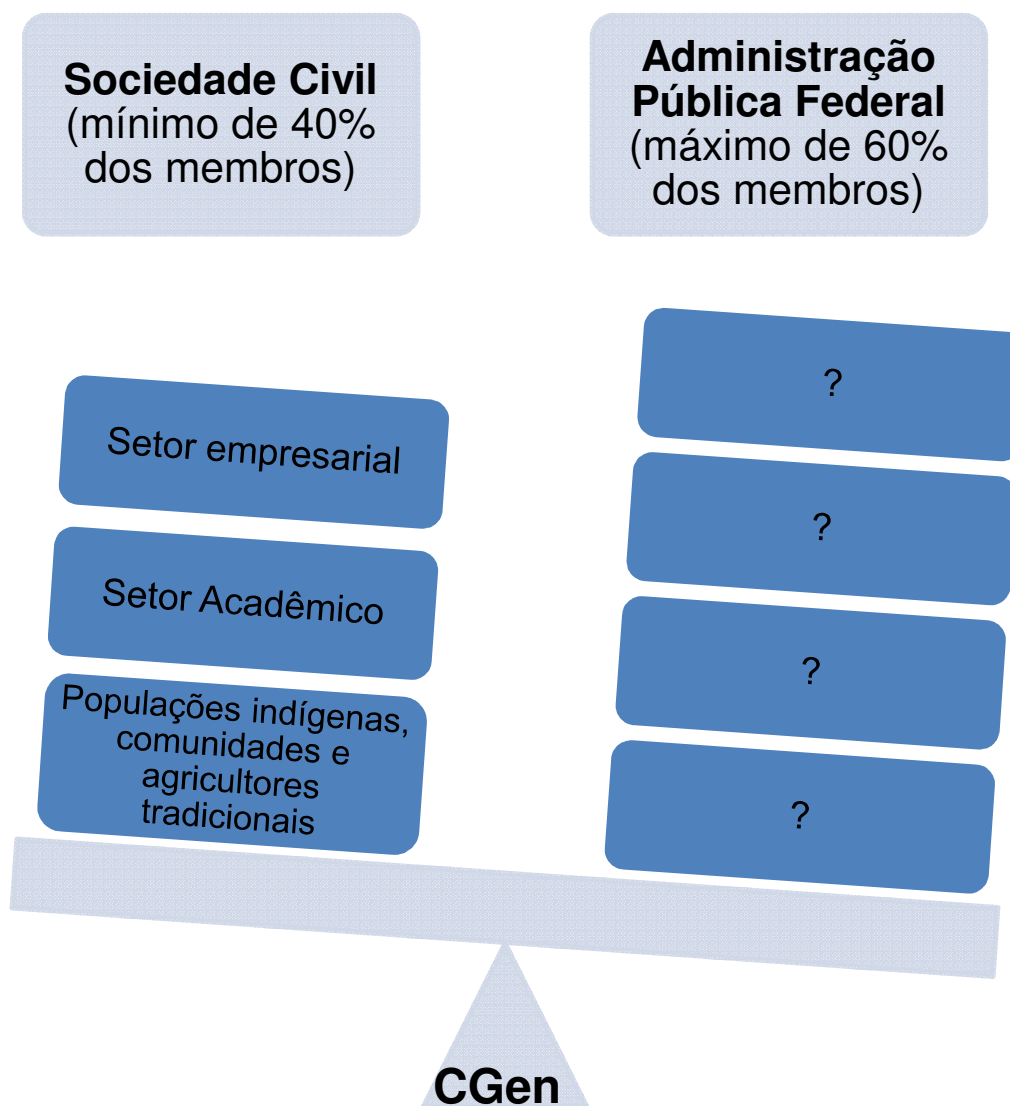 Sociedade Civil
(mínimo de 40%
dos membros)
Administração
Pública Federal
(máximo de 60%
dos membros)
Setor empresarial
Setor Acadêmico
Populações indígenas,
comunidades e
agricultores
tradicionais
?
?
?
?
CGen